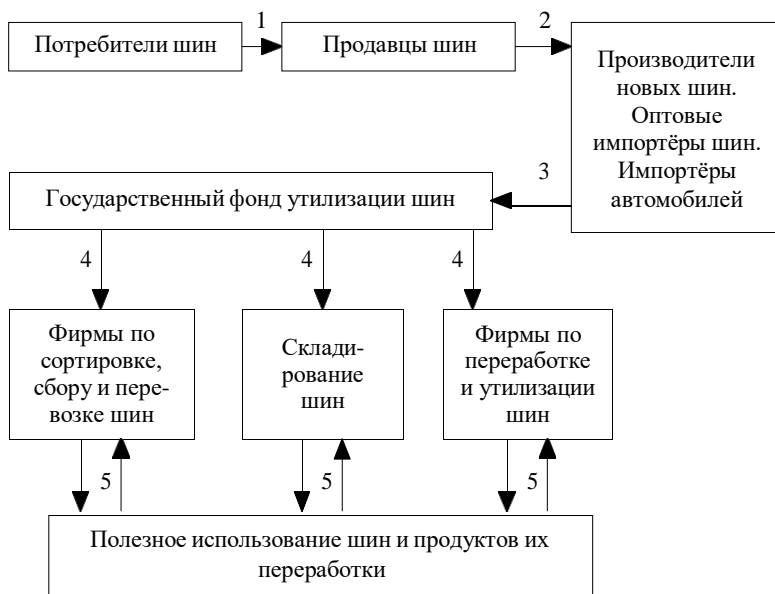 1
2
Потребители шин
Продавцы шин
Производители
новых шин.
Оптовые
импортёры шин.
Импортёры
автомобилей
3
Государственный фонд утилизации шин
4
4
4
Фирмы по
сортировке,
сбору и пере-
возке шин
Склади-
рование
шин
Фирмы по
переработке
и утилизации
шин
5
5
5
Полезное использование шин и продуктов их
переработки